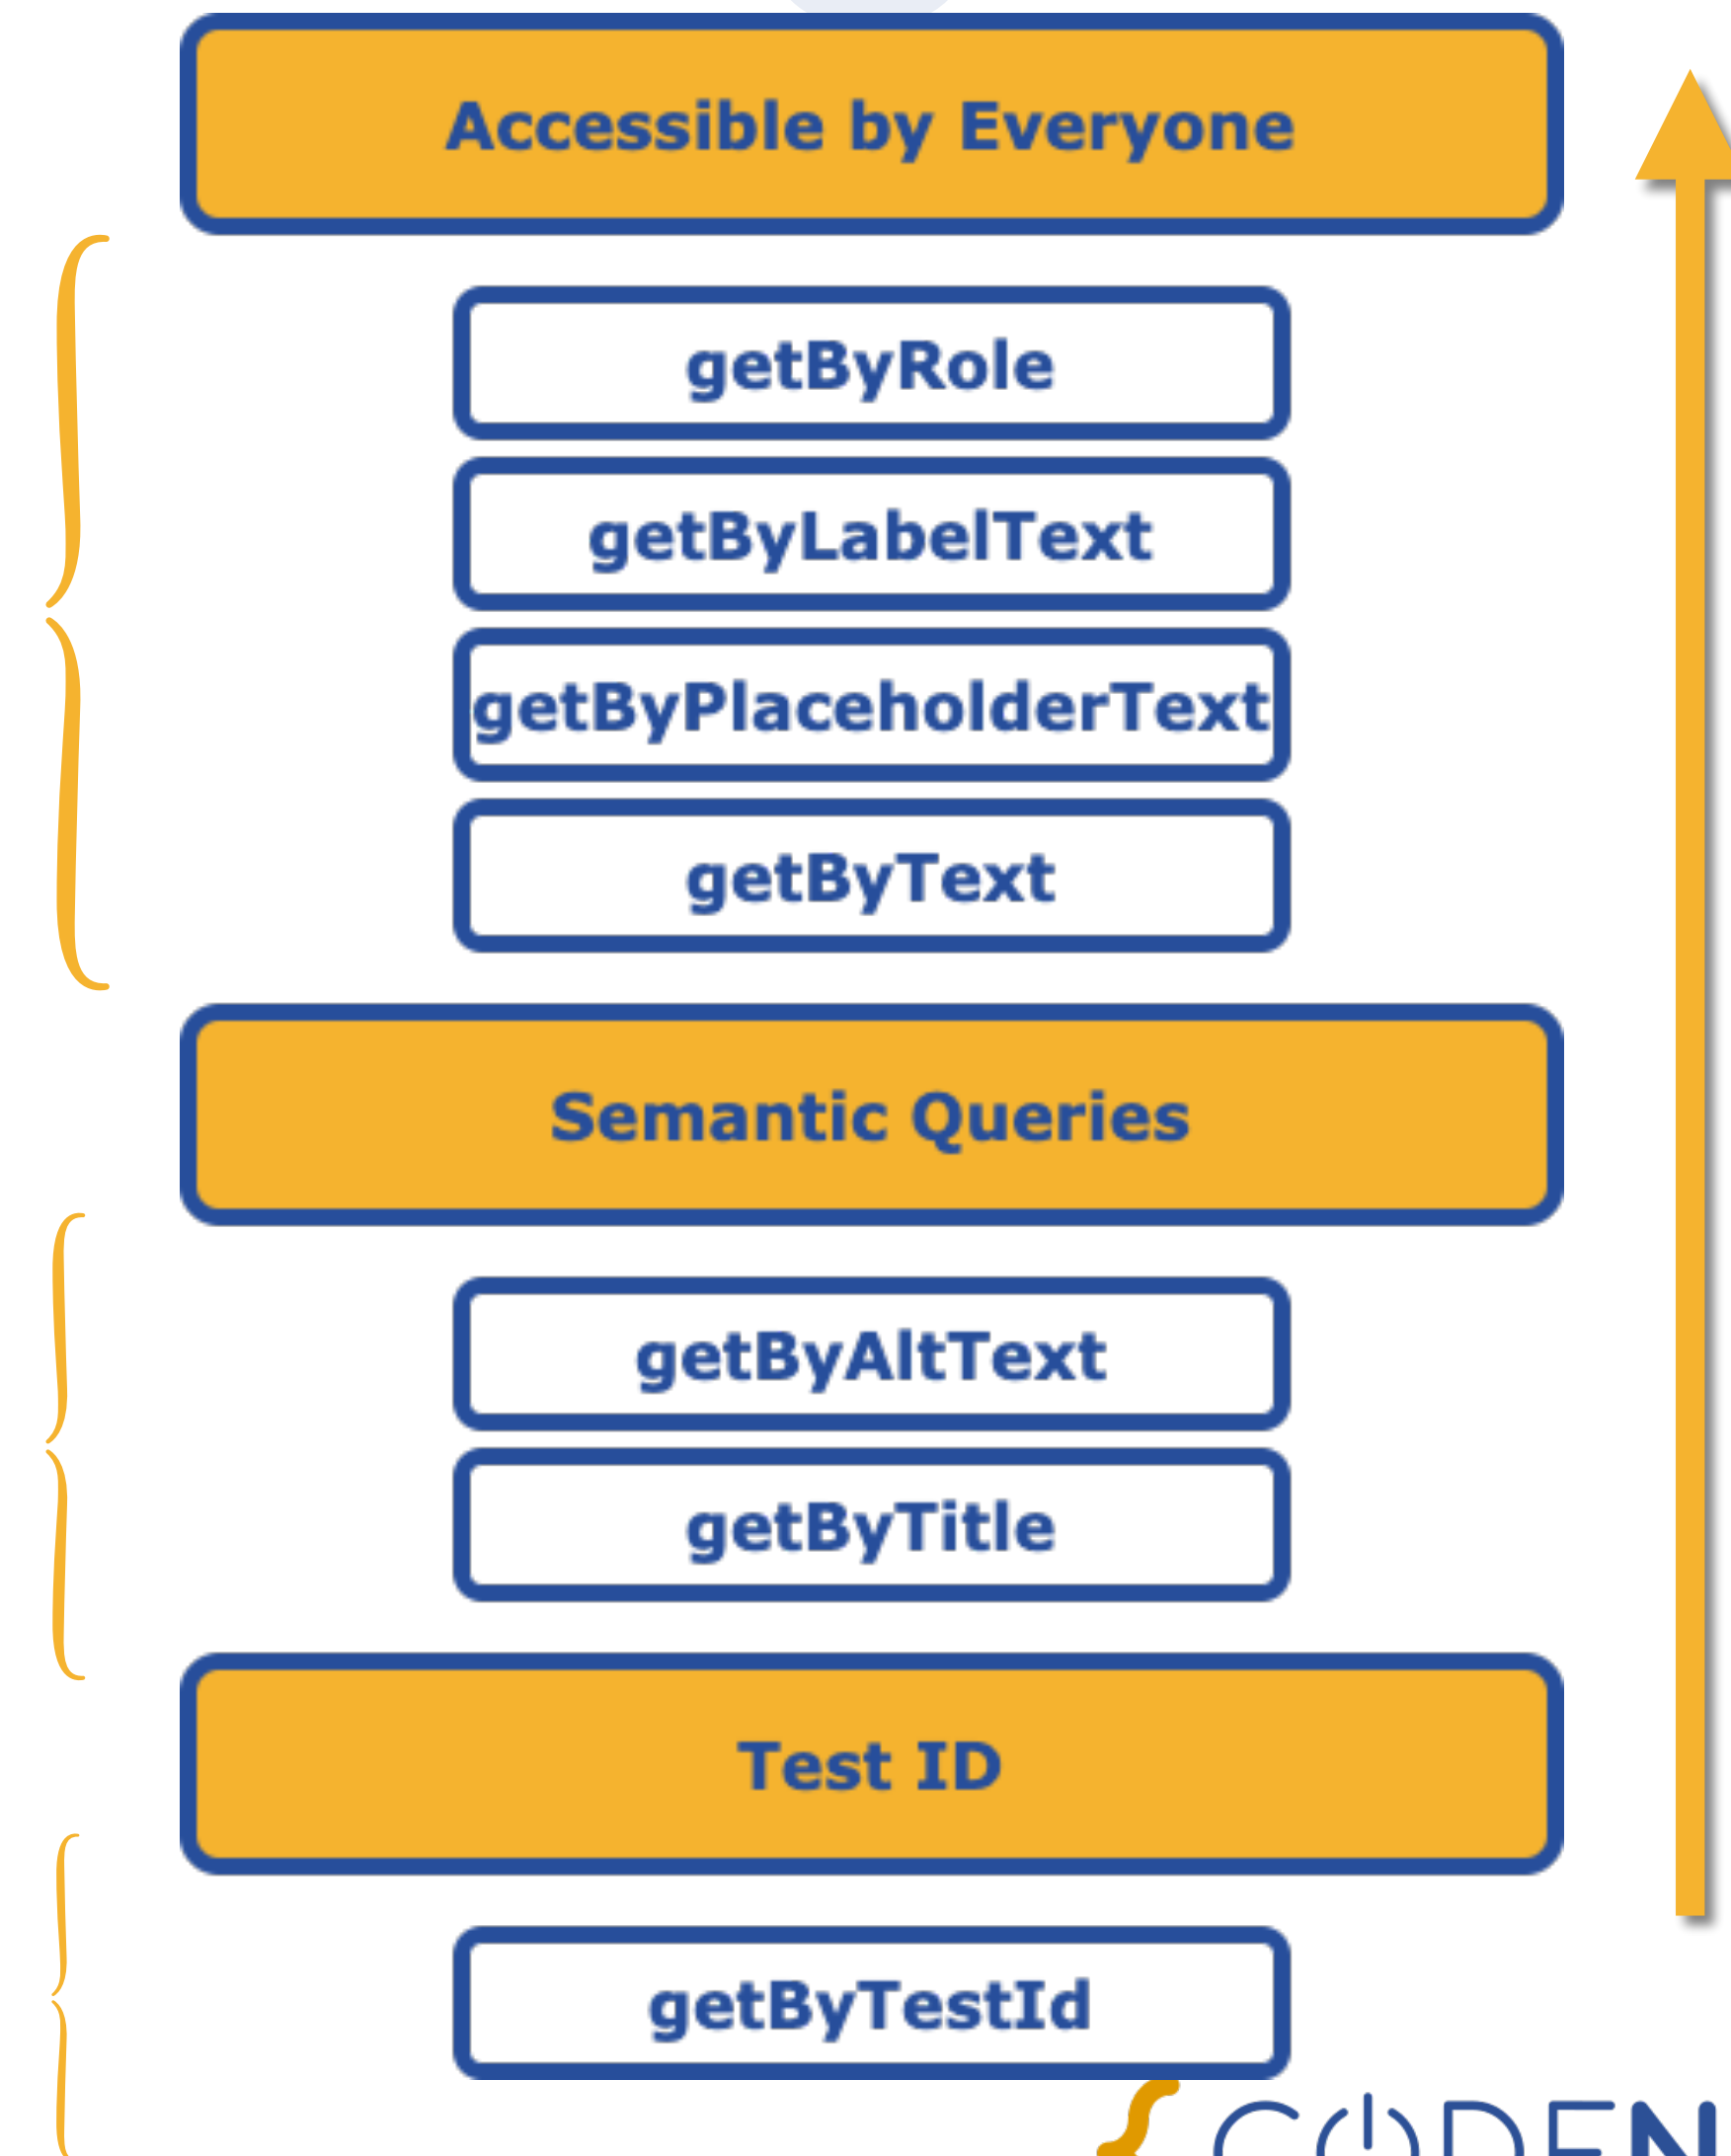 Accessible by Everyone
getByRole
getByLabelText
getByPlaceholderText
getByText
Semantic Queries
getByAltText
getByTitle
Test ID
getByTestId